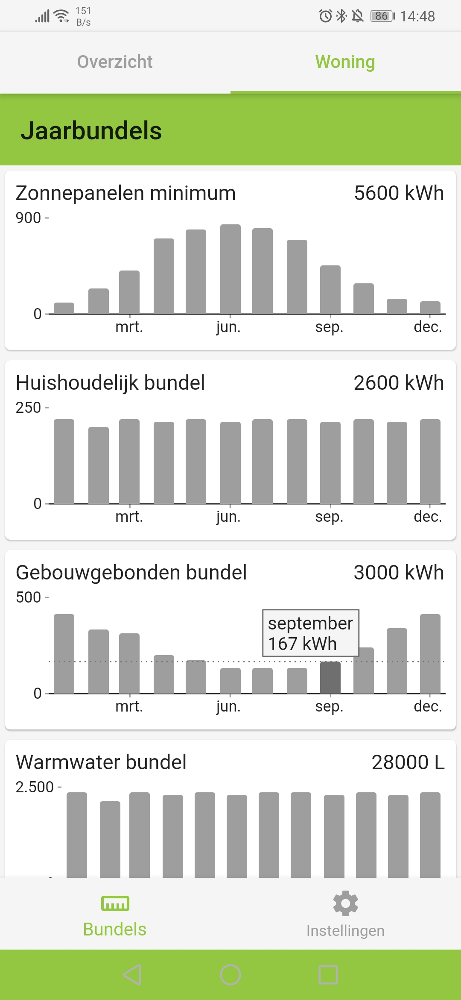 151
B/s
86
14:48
Overzicht
Woning
Jaarbundels
Zonnepanelen minimum
5600 kWh
900
0
mrt.
jun.
sep.
dec.
Huishoudelijk bundel
2600 kWh
250
0
mrt.
jun.
sep.
dec.
Gebouwgebonden bundel
3000 kWh
500
september
167 kWh
0
mrt.
jun.
sep.
dec.
Warmwater bundel
28000 L
2.500
Bundels
Instellingen